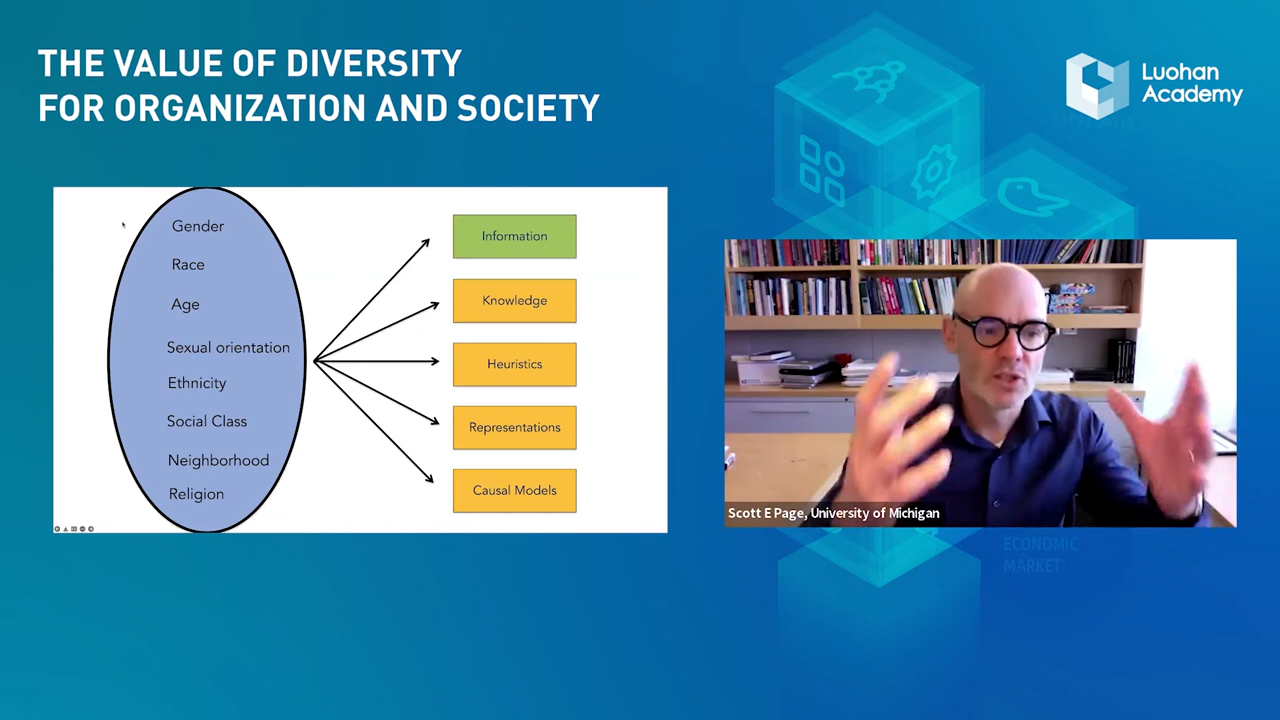 THE VALUE OF DIVERSITY
FOR ORGANIZATION AND SOCIETY
Luohan
Academy
Gender
Race
Age
Sexual orientation
Ethnicity
Social Class
Neighborhood
Religion
Information
Knowledge
Heuristics
Representations
Causal Models
Scott E Page, University of Michigan
ECONOMIC
MARKET